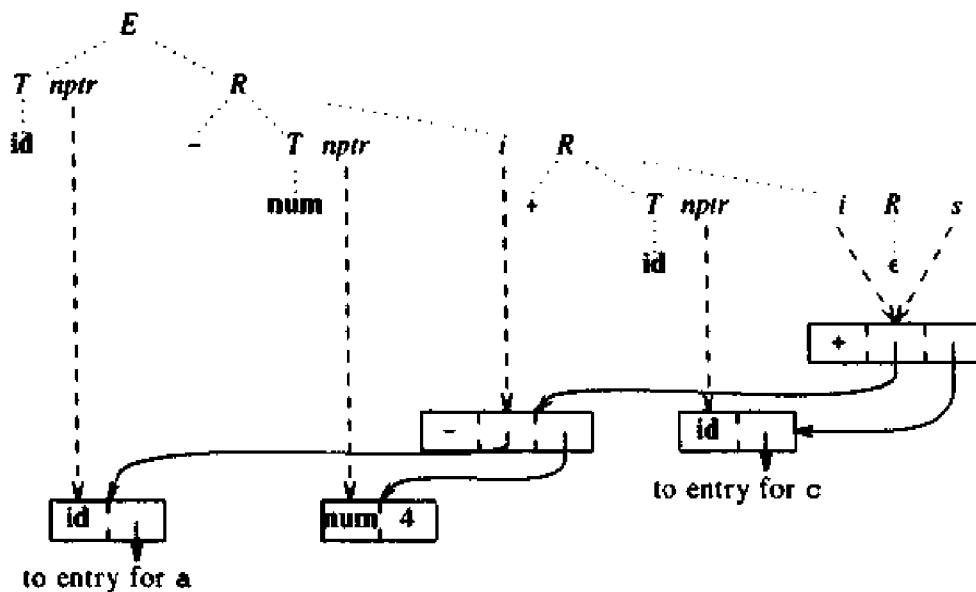 E
T nptr R
id - T nptr i R
num + T nptr i R s
id ϵ
+
- id
to entry for c
id num 4
to entry for a